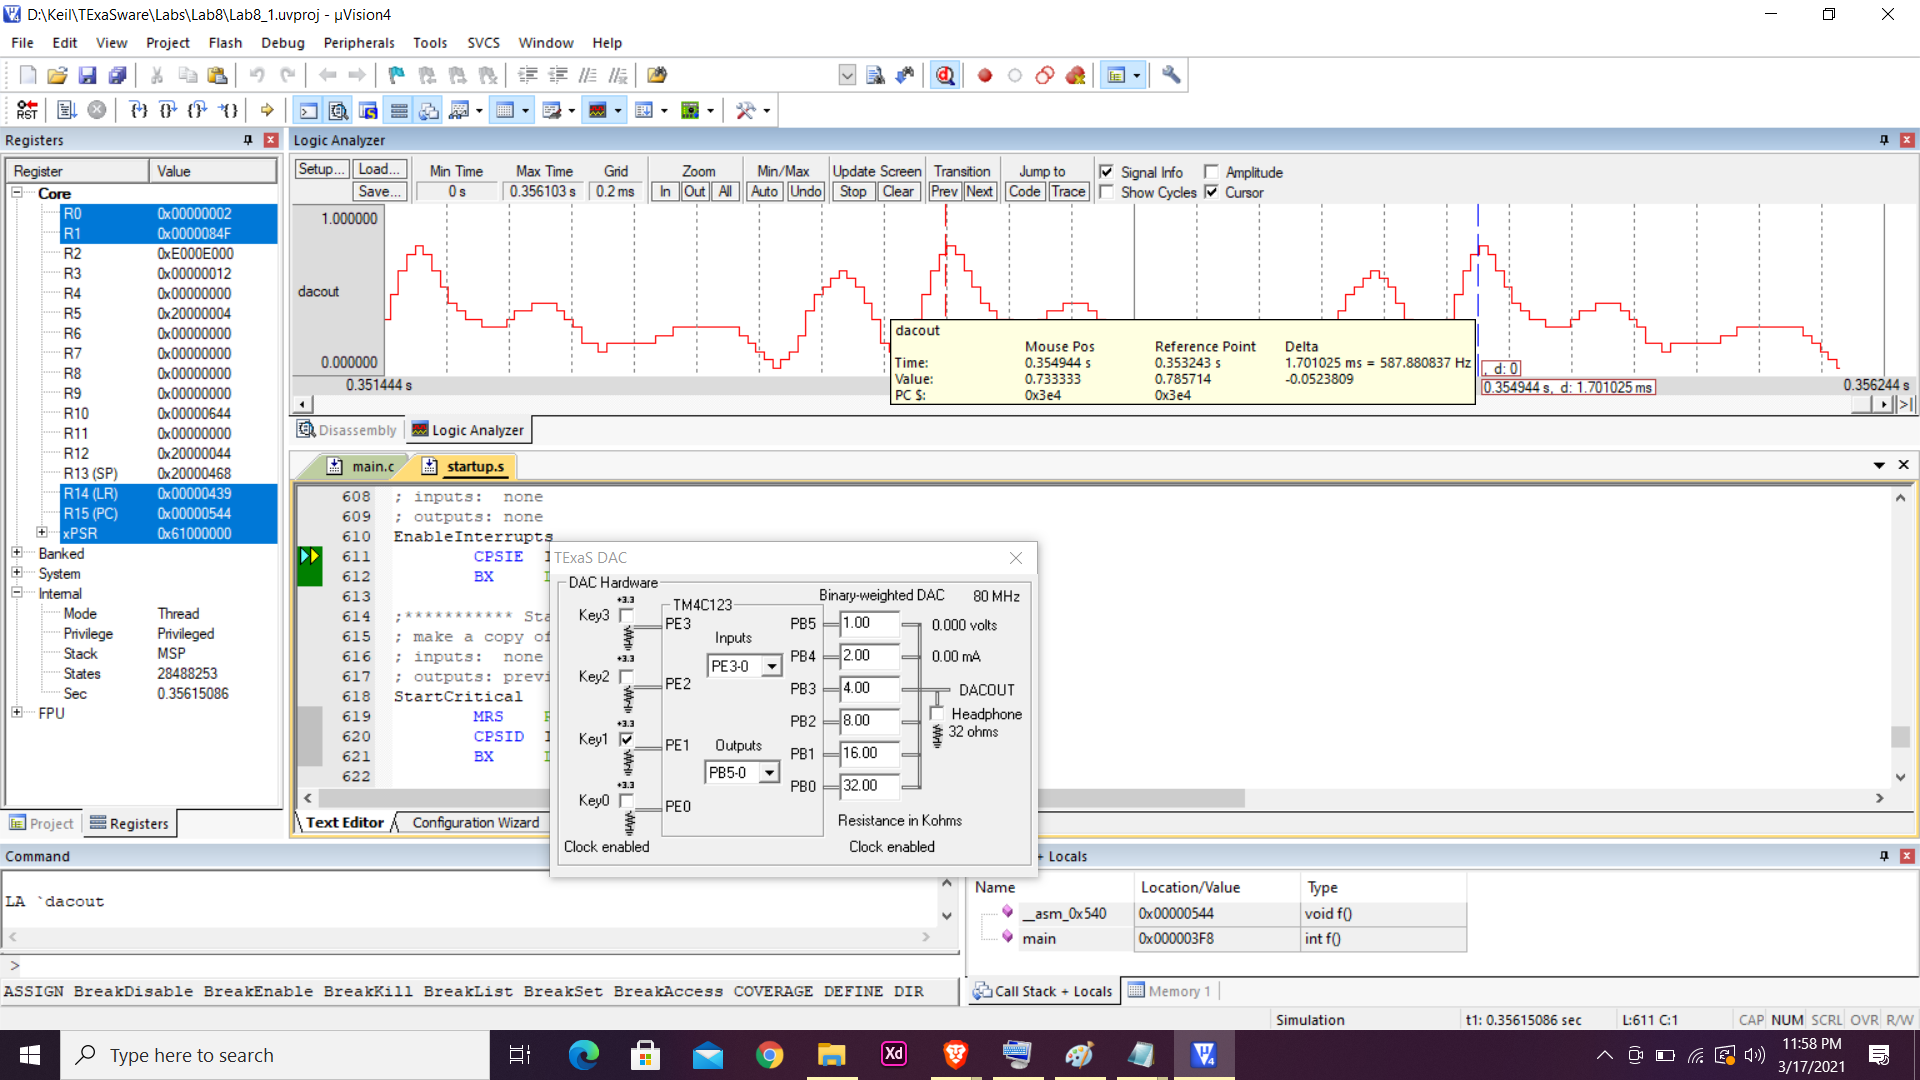 D:\Keil\TExaSware\Labs\Lab8\Lab8_1.uvproj - µVision4
File Edit View Project Flash Debug Peripherals Tools SVCS Window Help
RST
Registers
Register Value
Core
R0 0x00000002
R1 0x0000084F
R2 0xE000E000
R3 0x00000012
R4 0x00000000
R5 0x20000004
R6 0x00000000
R7 0x00000000
R8 0x00000000
R9 0x00000000
R10 0x00000644
R11 0x00000000
R12 0x20000044
R13 (SP) 0x20000468
R14 (LR) 0x00000439
R15 (PC) 0x00000544
xPSR 0x61000000
Banked
System
Internal
Mode Thread
Privilege Privileged
Stack MSP
States 28488253
Sec 0.35615086
FPU
Project Registers
Logic Analyzer
Setup... Load... Min Time Max Time Grid Zoom Min/Max Update Screen Transition Jump to Signal Info Amplitude
Save... 0 s 0.356103 s 0.2 ms In Out All Auto Undo Stop Clear Prev Next Code Trace Show Cycles Cursor
1.000000
dacout
0.000000
0.351444 s
dacout
Mouse Pos Reference Point Delta
Time: 0.354944 s 0.353243 s 1.701025 ms = 587.880837 Hz
Value: 0.733333 0.785714 -0.0523809
PC $: 0x3e4 0x3e4
, d: 0
0.354944 s, d: 1.701025 ms
0.356244 s
Disassembly Logic Analyzer
main.c startup.s
608 ; inputs: none
609 ; outputs: none
610 EnableInterrupts
611 CPSIE I
612 BX
613
614 ;*********** Sta
615 ; make a copy of
616 ; inputs: none
617 ; outputs: previ
618 StartCritical
619 MRS
620 CPSID I
621 BX
622
Text Editor Configuration Wizard
TExaS DAC
DAC Hardware
TM4C123
Binary-weighted DAC 80 MHz
+3.3
Key3 PE3
Inputs
PE3-0
+3.3
Key2 PE2
+3.3
Key1 PE1
Outputs
PB5-0
+3.3
Key0 PE0
PB5 1.00 0.000 volts
PB4 2.00 0.00 mA
PB3 4.00 DACOUT
PB2 8.00 Headphone
32 ohms
PB1 16.00
PB0 32.00
Resistance in Kohms
Clock enabled Clock enabled
Command
LA `dacout
>
ASSIGN BreakDisable BreakEnable BreakKill BreakList BreakSet BreakAccess COVERAGE DEFINE DIR
+ Locals
Name Location/Value Type
__asm_0x540 0x00000544 void f()
main 0x000003F8 int f()
Call Stack + Locals Memory 1
Simulation t1: 0.35615086 sec L:611 C:1 CAP NUM SCRL OVR R/W
Type here to search
Xd
11:58 PM
3/17/2021